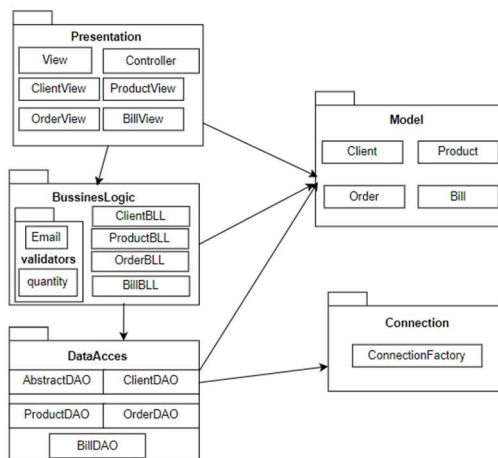 Presentation
View
Controller
ClientView
ProductView
OrderView
BillView
Model
Client
Product
Order
Bill
BussinesLogic
Email
validators
quantity
ClientBLL
ProductBLL
OrderBLL
BillBLL
DataAcces
AbstractDAO
ClientDAO
ProductDAO
OrderDAO
BillDAO
Connection
ConnectionFactory